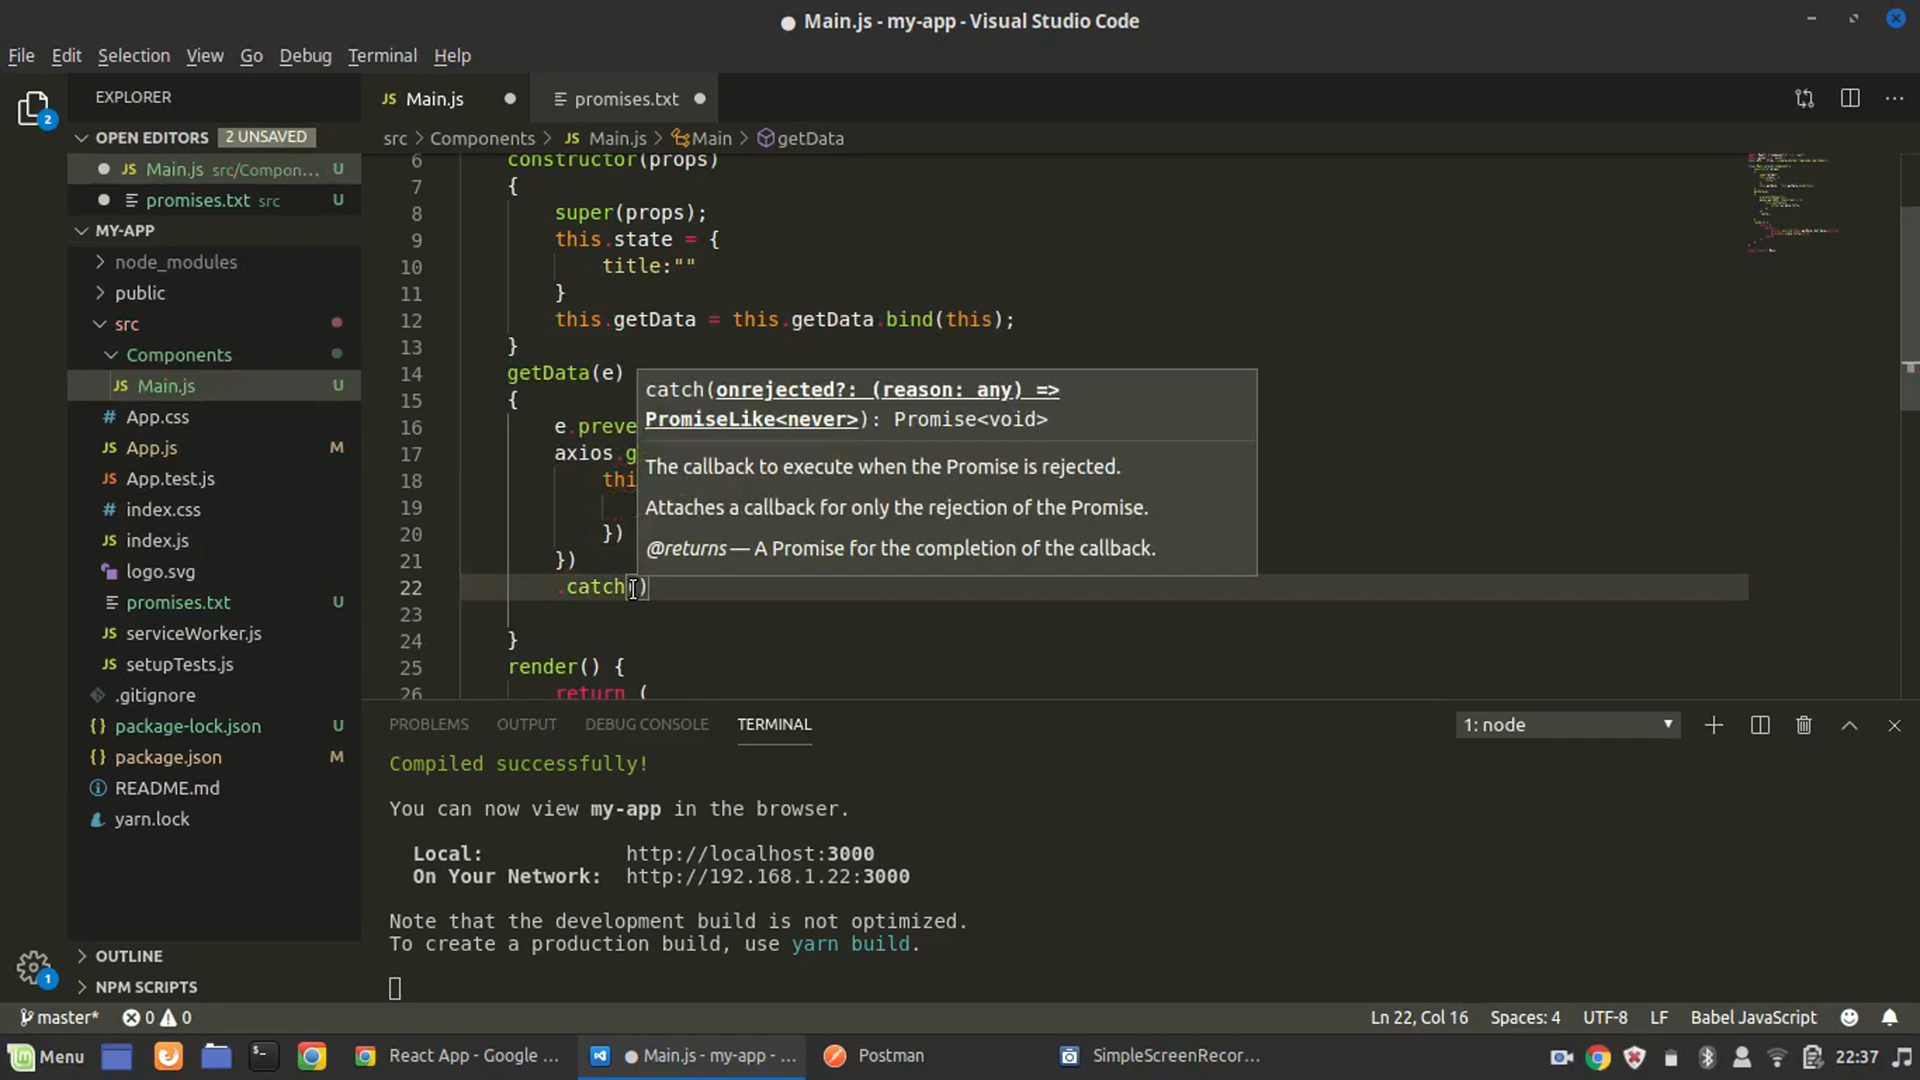 Main.js - my-app - Visual Studio Code
File Edit Selection View Go Debug Terminal Help
EXPLORER
OPEN EDITORS 2 UNSAVED
JS Main.js src/Compon... U
promises.txt src U
MY-APP
node_modules
public
src
Components
JS Main.js U
# App.css
JS App.js M
JS App.test.js
# index.css
JS index.js
logo.svg
promises.txt U
JS serviceWorker.js
JS setupTests.js
.gitignore
{} package-lock.json U
{} package.json M
README.md
yarn.lock
OUTLINE
NPM SCRIPTS
2
1
JS Main.js promises.txt
src > Components > JS Main.js > Main > getData
6 constructor(props)
7 {
8 super(props);
9 this.state = {
10 title:""
11 }
12 this.getData = this.getData.bind(this);
13 }
14 getData(e)
15 {
16 e.preve
17 axios.g
18 thi
19
20 })
21 })
22 .catch()
23
24 }
25 render() {
26 return (
catch(onrejected?: (reason: any) =>
PromiseLike<never>): Promise<void>
The callback to execute when the Promise is rejected.
Attaches a callback for only the rejection of the Promise.
@returns — A Promise for the completion of the callback.
PROBLEMS OUTPUT DEBUG CONSOLE TERMINAL 1: node
Compiled successfully!
You can now view my-app in the browser.
Local: http://localhost:3000
On Your Network: http://192.168.1.22:3000
Note that the development build is not optimized.
To create a production build, use yarn build.
master* 0 0 Ln 22, Col 16 Spaces: 4 UTF-8 LF Babel JavaScript
Menu React App - Google ... Main.js - my-app - ... Postman SimpleScreenRecor... 22:37